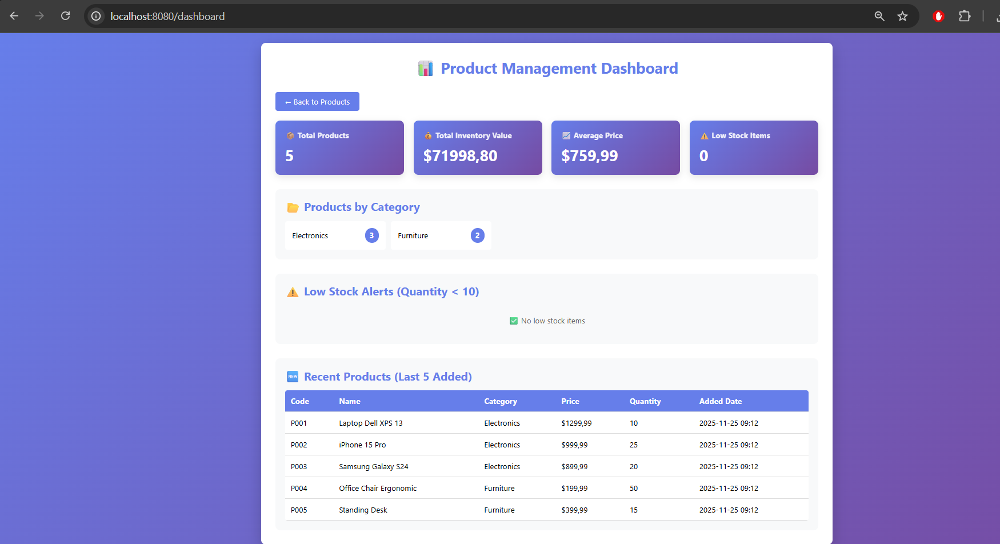 localhost:8080/dashboard
Product Management Dashboard
← Back to Products
Total Products
5
Total Inventory Value
$71998,80
Average Price
$759,99
Low Stock Items
0
Products by Category
Electronics 3
Furniture 2
Low Stock Alerts (Quantity < 10)
No low stock items
NEW Recent Products (Last 5 Added)
Code Name Category Price Quantity Added Date
P001 Laptop Dell XPS 13 Electronics $1299,99 10 2025-11-25 09:12
P002 iPhone 15 Pro Electronics $999,99 25 2025-11-25 09:12
P003 Samsung Galaxy S24 Electronics $899,99 20 2025-11-25 09:12
P004 Office Chair Ergonomic Furniture $199,99 50 2025-11-25 09:12
P005 Standing Desk Furniture $399,99 15 2025-11-25 09:12